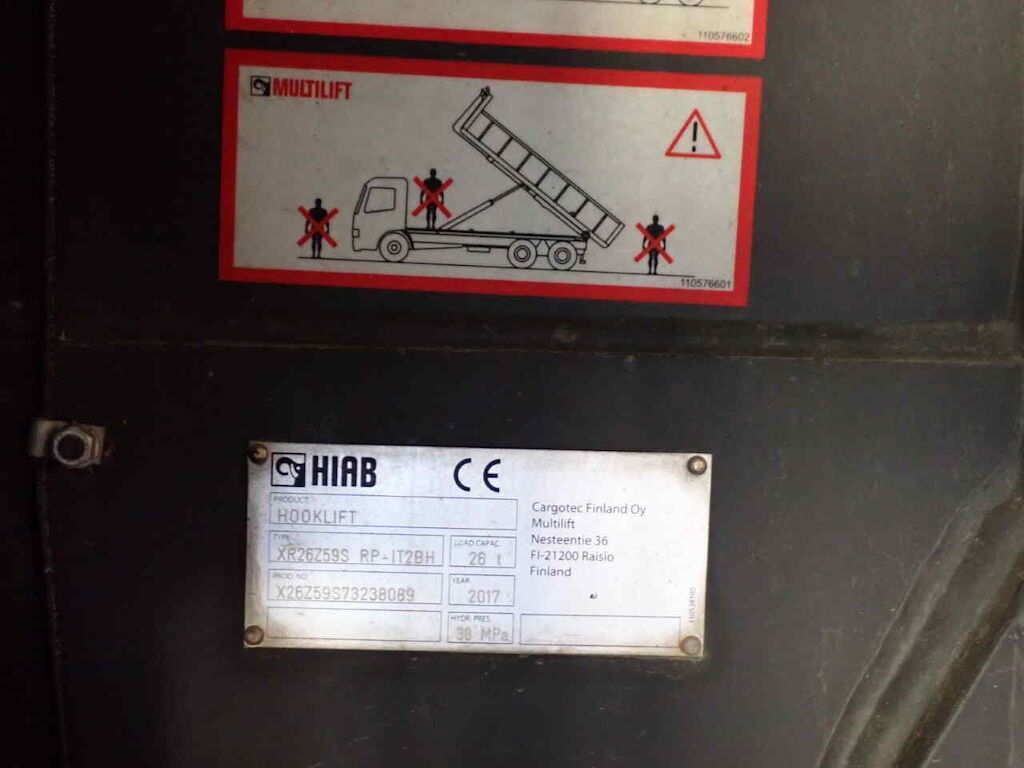 110576602
MULTILIFT
110576601
HIAB CE
PRODUCT
HOOKLIFT
TYPE
XR26Z59S RP-IT2BH
LOAD CAPAC.
26 t
PROD. NO.
X26Z59S73238089
YEAR
2017
HYDR. PRES.
30 MPa
Cargotec Finland Oy
Multilift
Nesteentie 36
FI-21200 Raisio
Finland